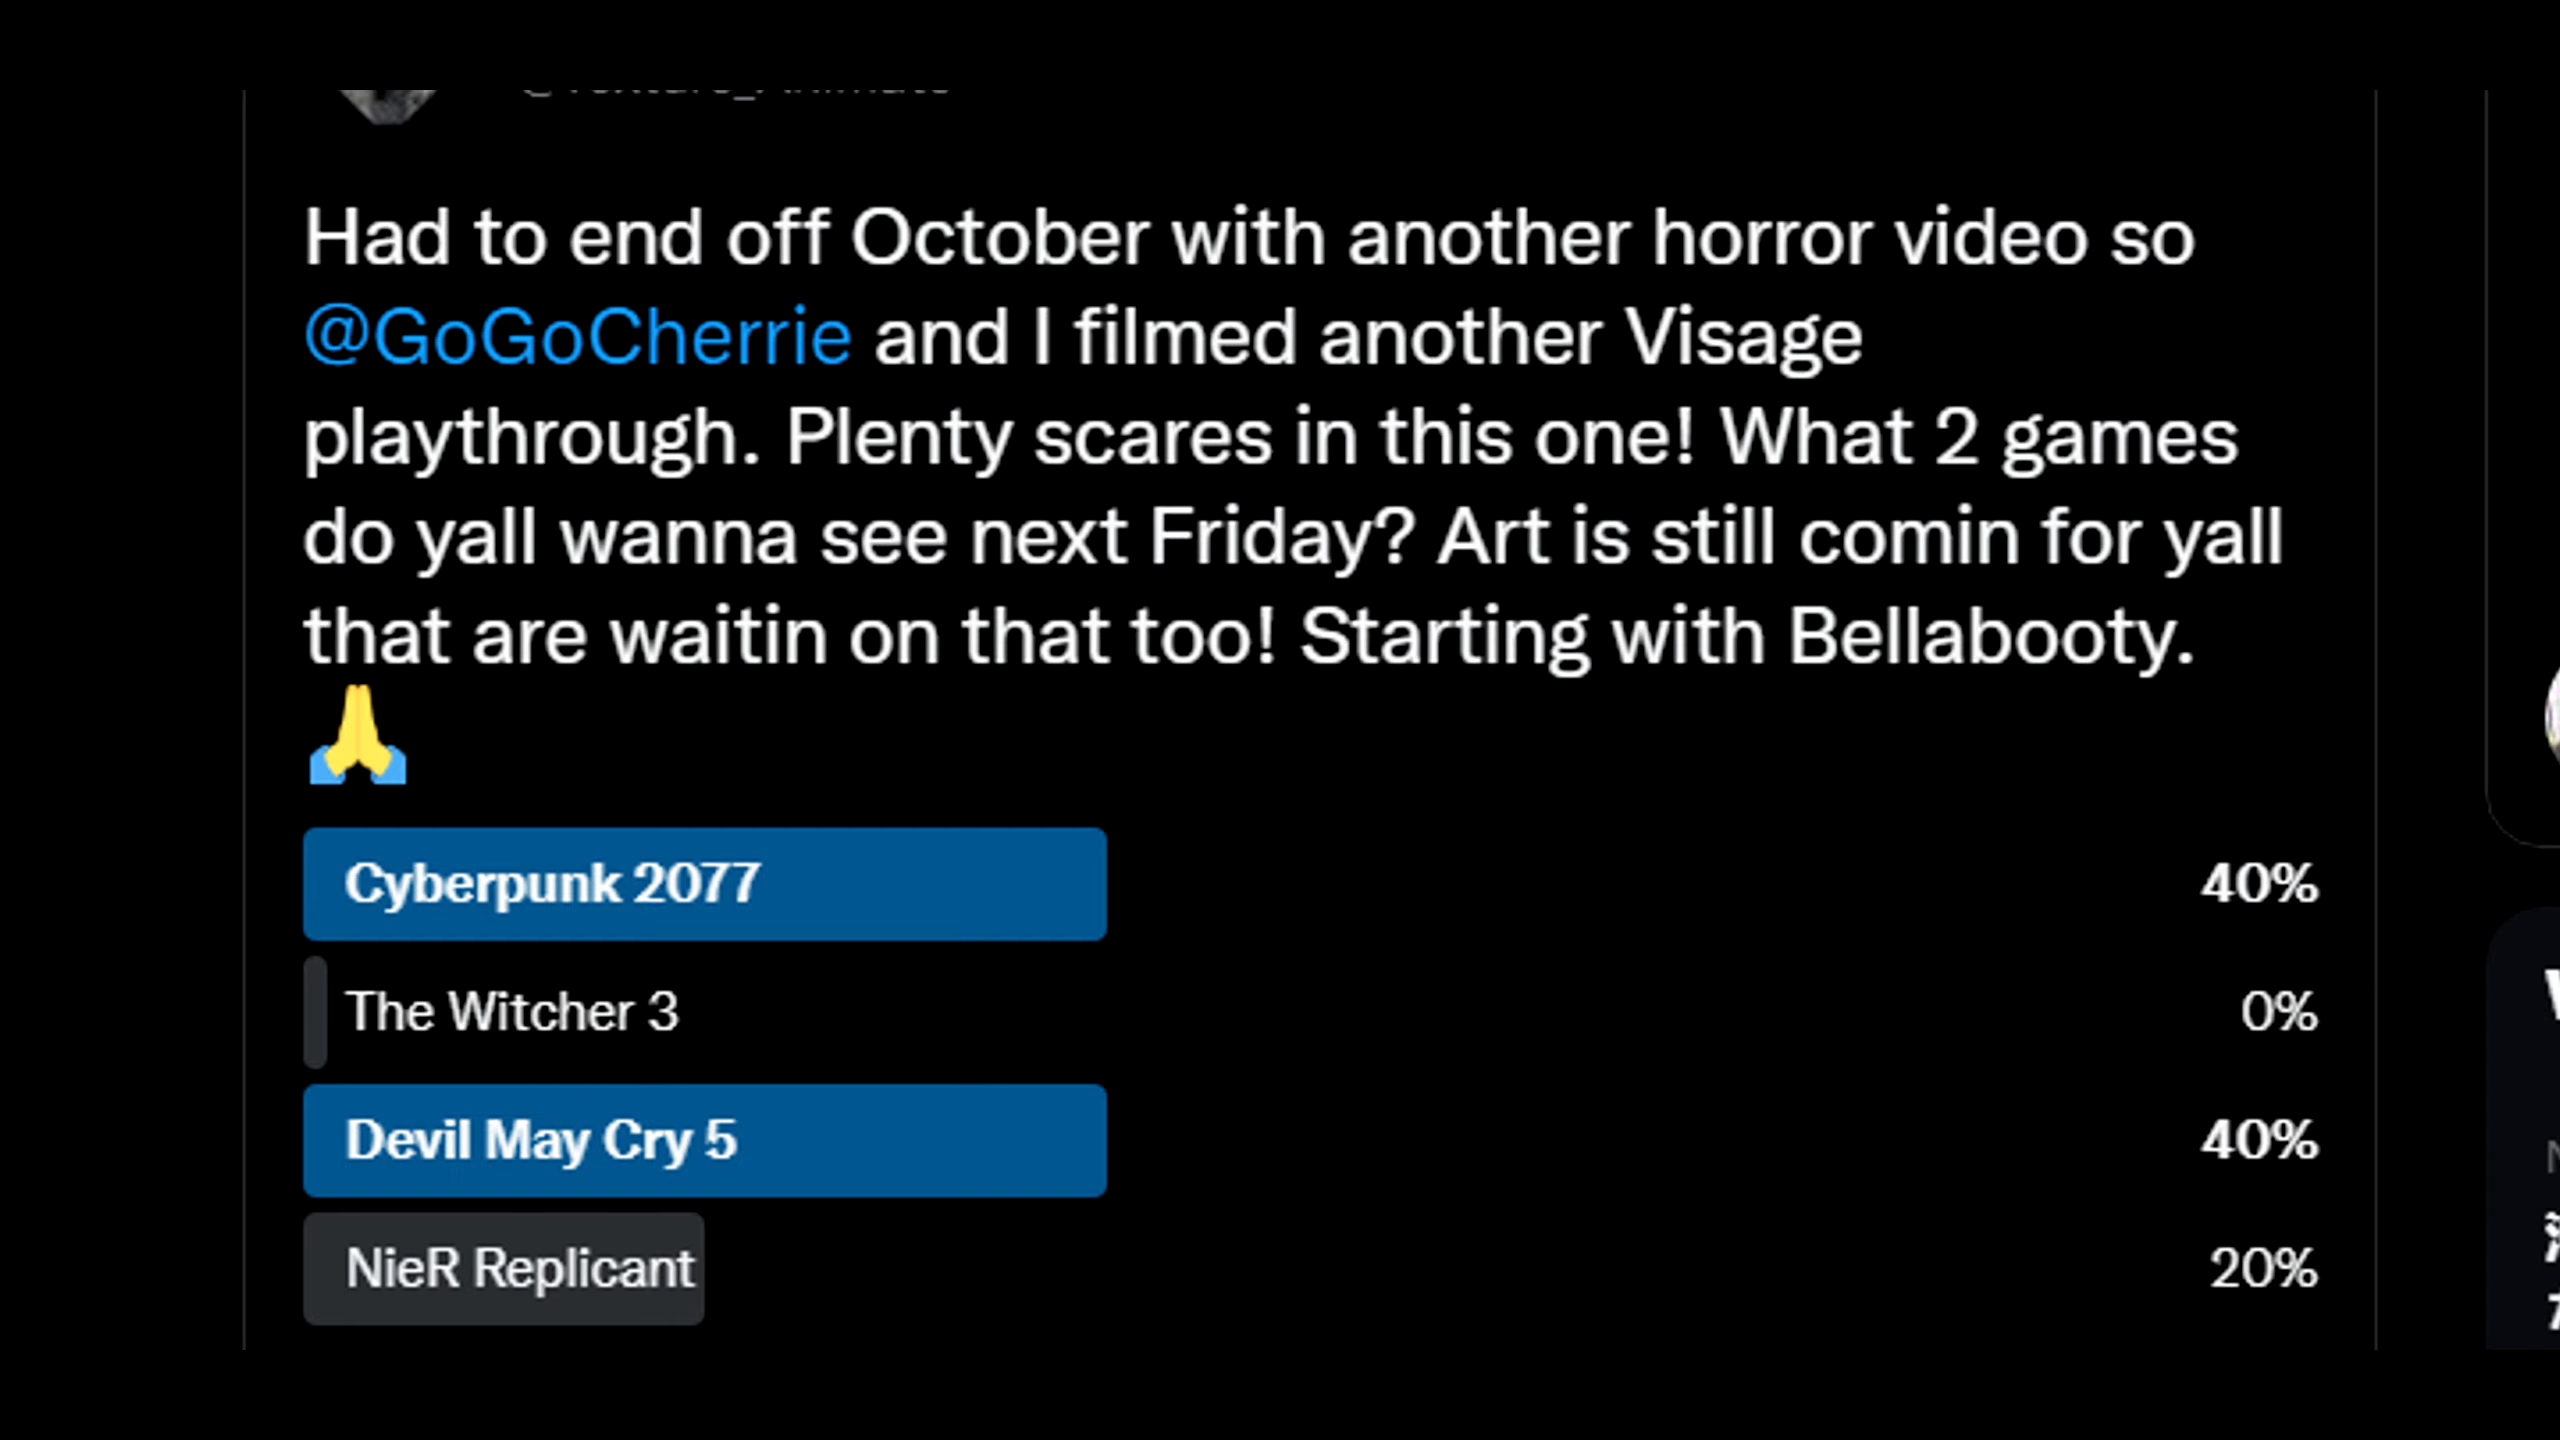 Had to end off October with another horror video so
@GoGoCherrie and I filmed another Visage
playthrough. Plenty scares in this one! What 2 games
do yall wanna see next Friday? Art is still comin for yall
that are waitin on that too! Starting with Bellabooty.
🙏
Cyberpunk 2077 40%
The Witcher 3 0%
Devil May Cry 5 40%
NieR Replicant 20%